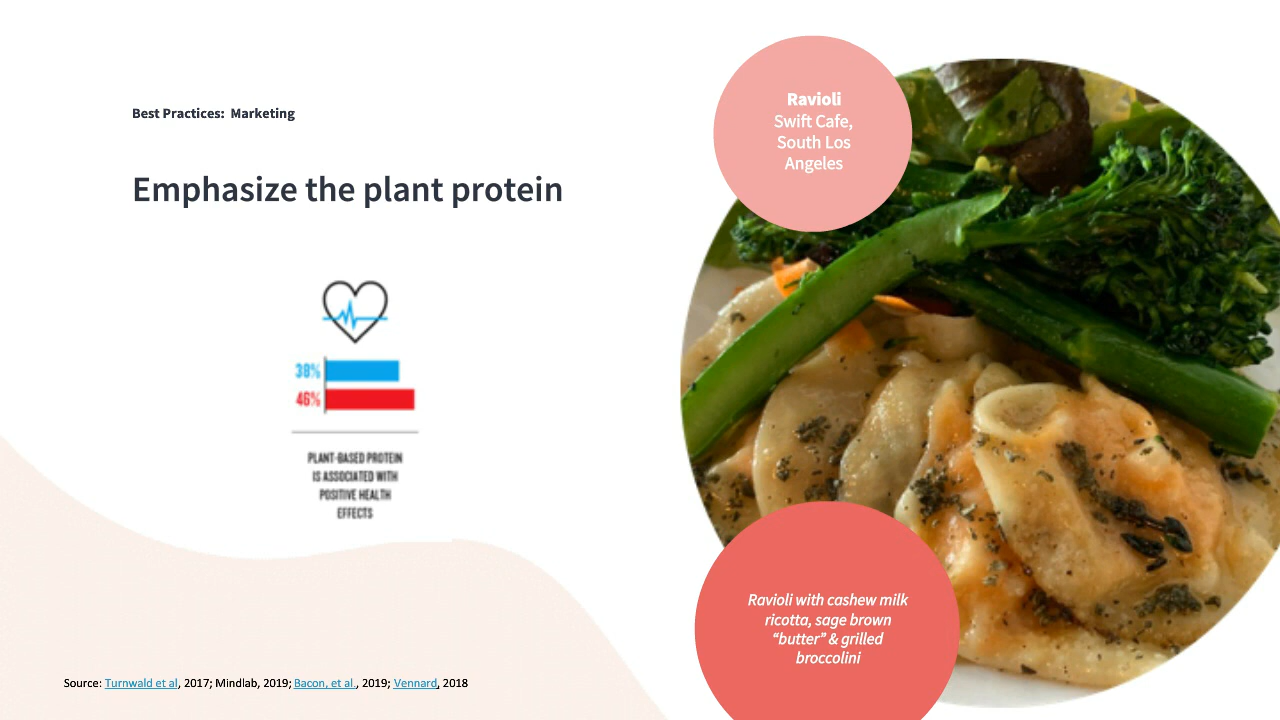 Best Practices:  Marketing
Emphasize the plant protein
38%
46%
PLANT-BASED PROTEIN
IS ASSOCIATED WITH
POSITIVE HEALTH
EFFECTS
Ravioli
Swift Cafe,
South Los
Angeles
Ravioli with cashew milk
ricotta, sage brown
“butter” & grilled
broccolini
Source: Turnwald et al, 2017; Mindlab, 2019; Bacon, et al., 2019; Vennard, 2018